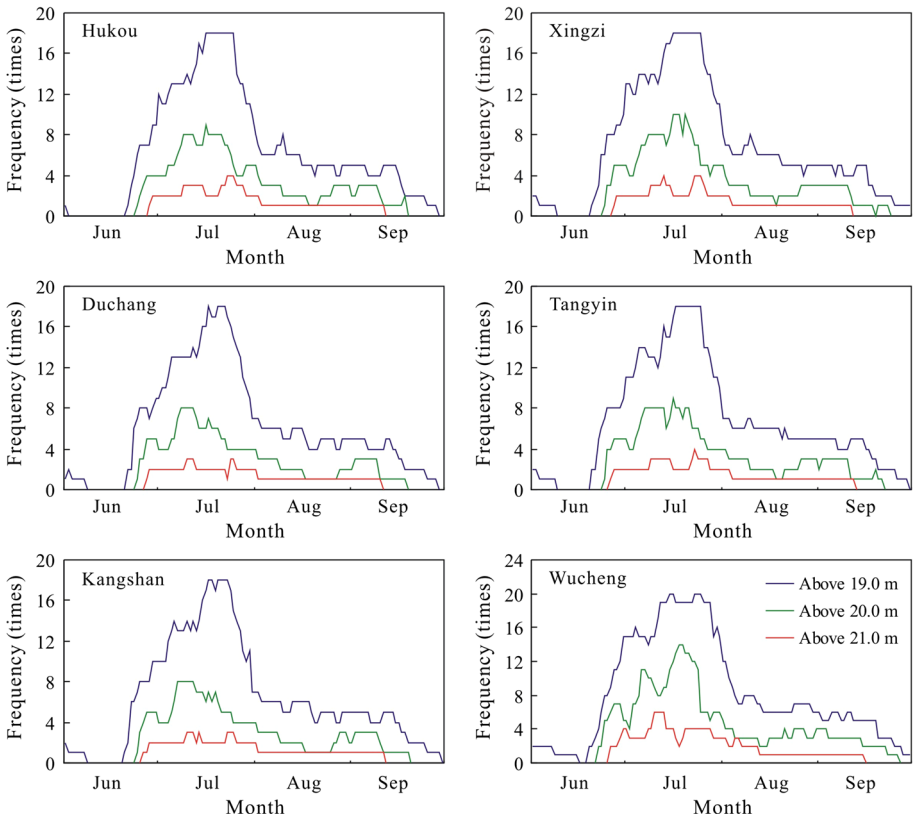 Hukou
Frequency (times)
20
16
12
8
4
0
Jun Jul Aug Sep
Month
Xingzi
Frequency (times)
20
16
12
8
4
0
Jun Jul Aug Sep
Month
Duchang
Frequency (times)
20
16
12
8
4
0
Jun Jul Aug Sep
Month
Tangyin
Frequency (times)
20
16
12
8
4
0
Jun Jul Aug Sep
Month
Kangshan
Frequency (times)
20
16
12
8
4
0
Jun Jul Aug Sep
Month
Wucheng
Above 19.0 m
Above 20.0 m
Above 21.0 m
Frequency (times)
24
20
16
12
8
4
0
Jun Jul Aug Sep
Month